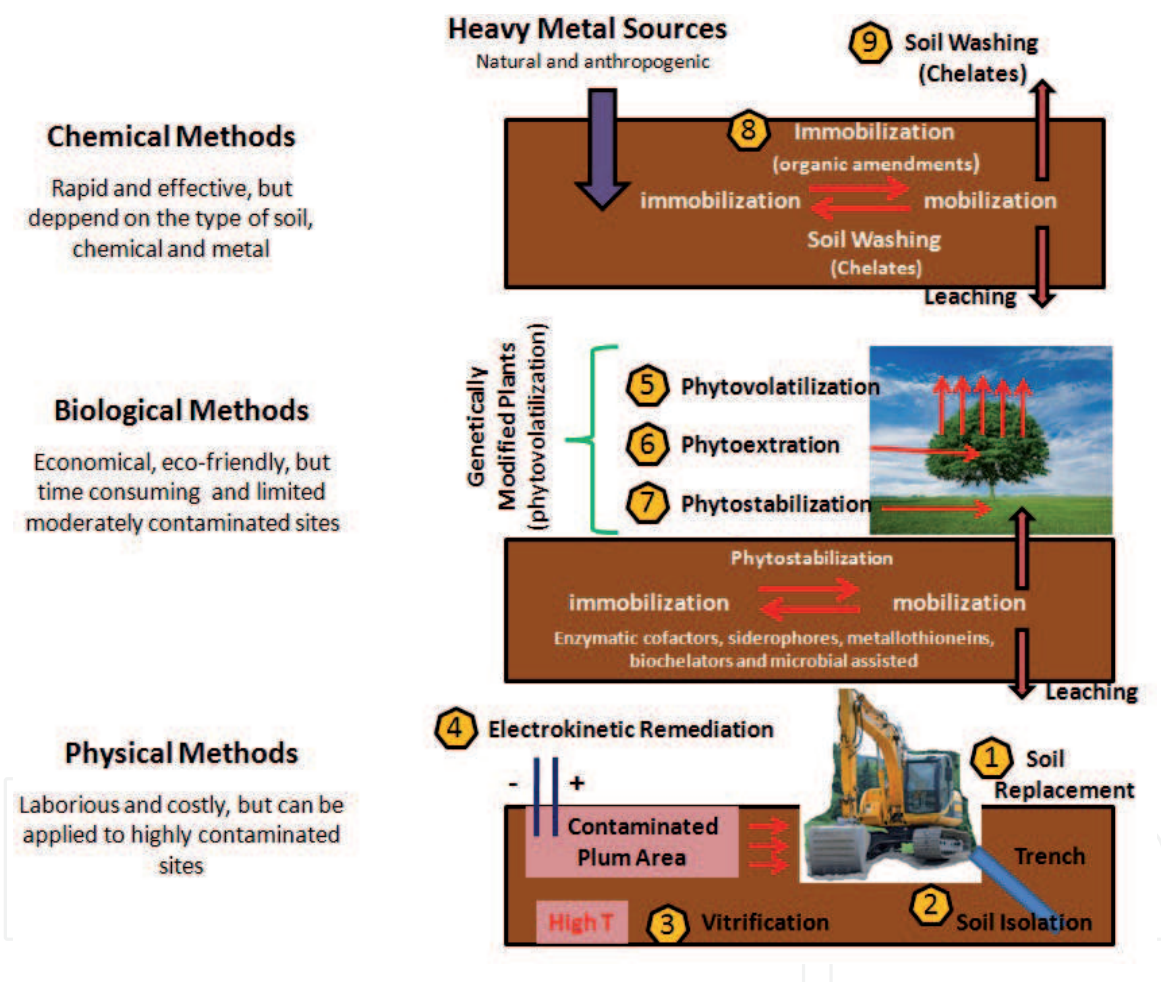 Heavy Metal Sources
Natural and anthropogenic
9 Soil Washing
(Chelates)
Chemical Methods
Rapid and effective, but
deppend on the type of soil,
chemical and metal
8 Immobilization
(organic amendments)
immobilization
mobilization
Soil Washing
(Chelates)
Leaching
Biological Methods
Economical, eco-friendly, but
time consuming and limited
moderately contaminated sites
Genetically
Modified Plants
(phytovolatilization)
5 Phytovolatilization
6 Phytoextration
7 Phytostabilization
Phytostabilization
immobilization
mobilization
Enzymatic cofactors, siderophores, metallothioneins,
biochelators and microbial assisted
Leaching
Physical Methods
Laborious and costly, but can be
applied to highly contaminated
sites
4 Electrokinetic Remediation
- +
Contaminated
Plum Area
1 Soil
Replacement
Trench
2 Soil Isolation
High T
3 Vitrification